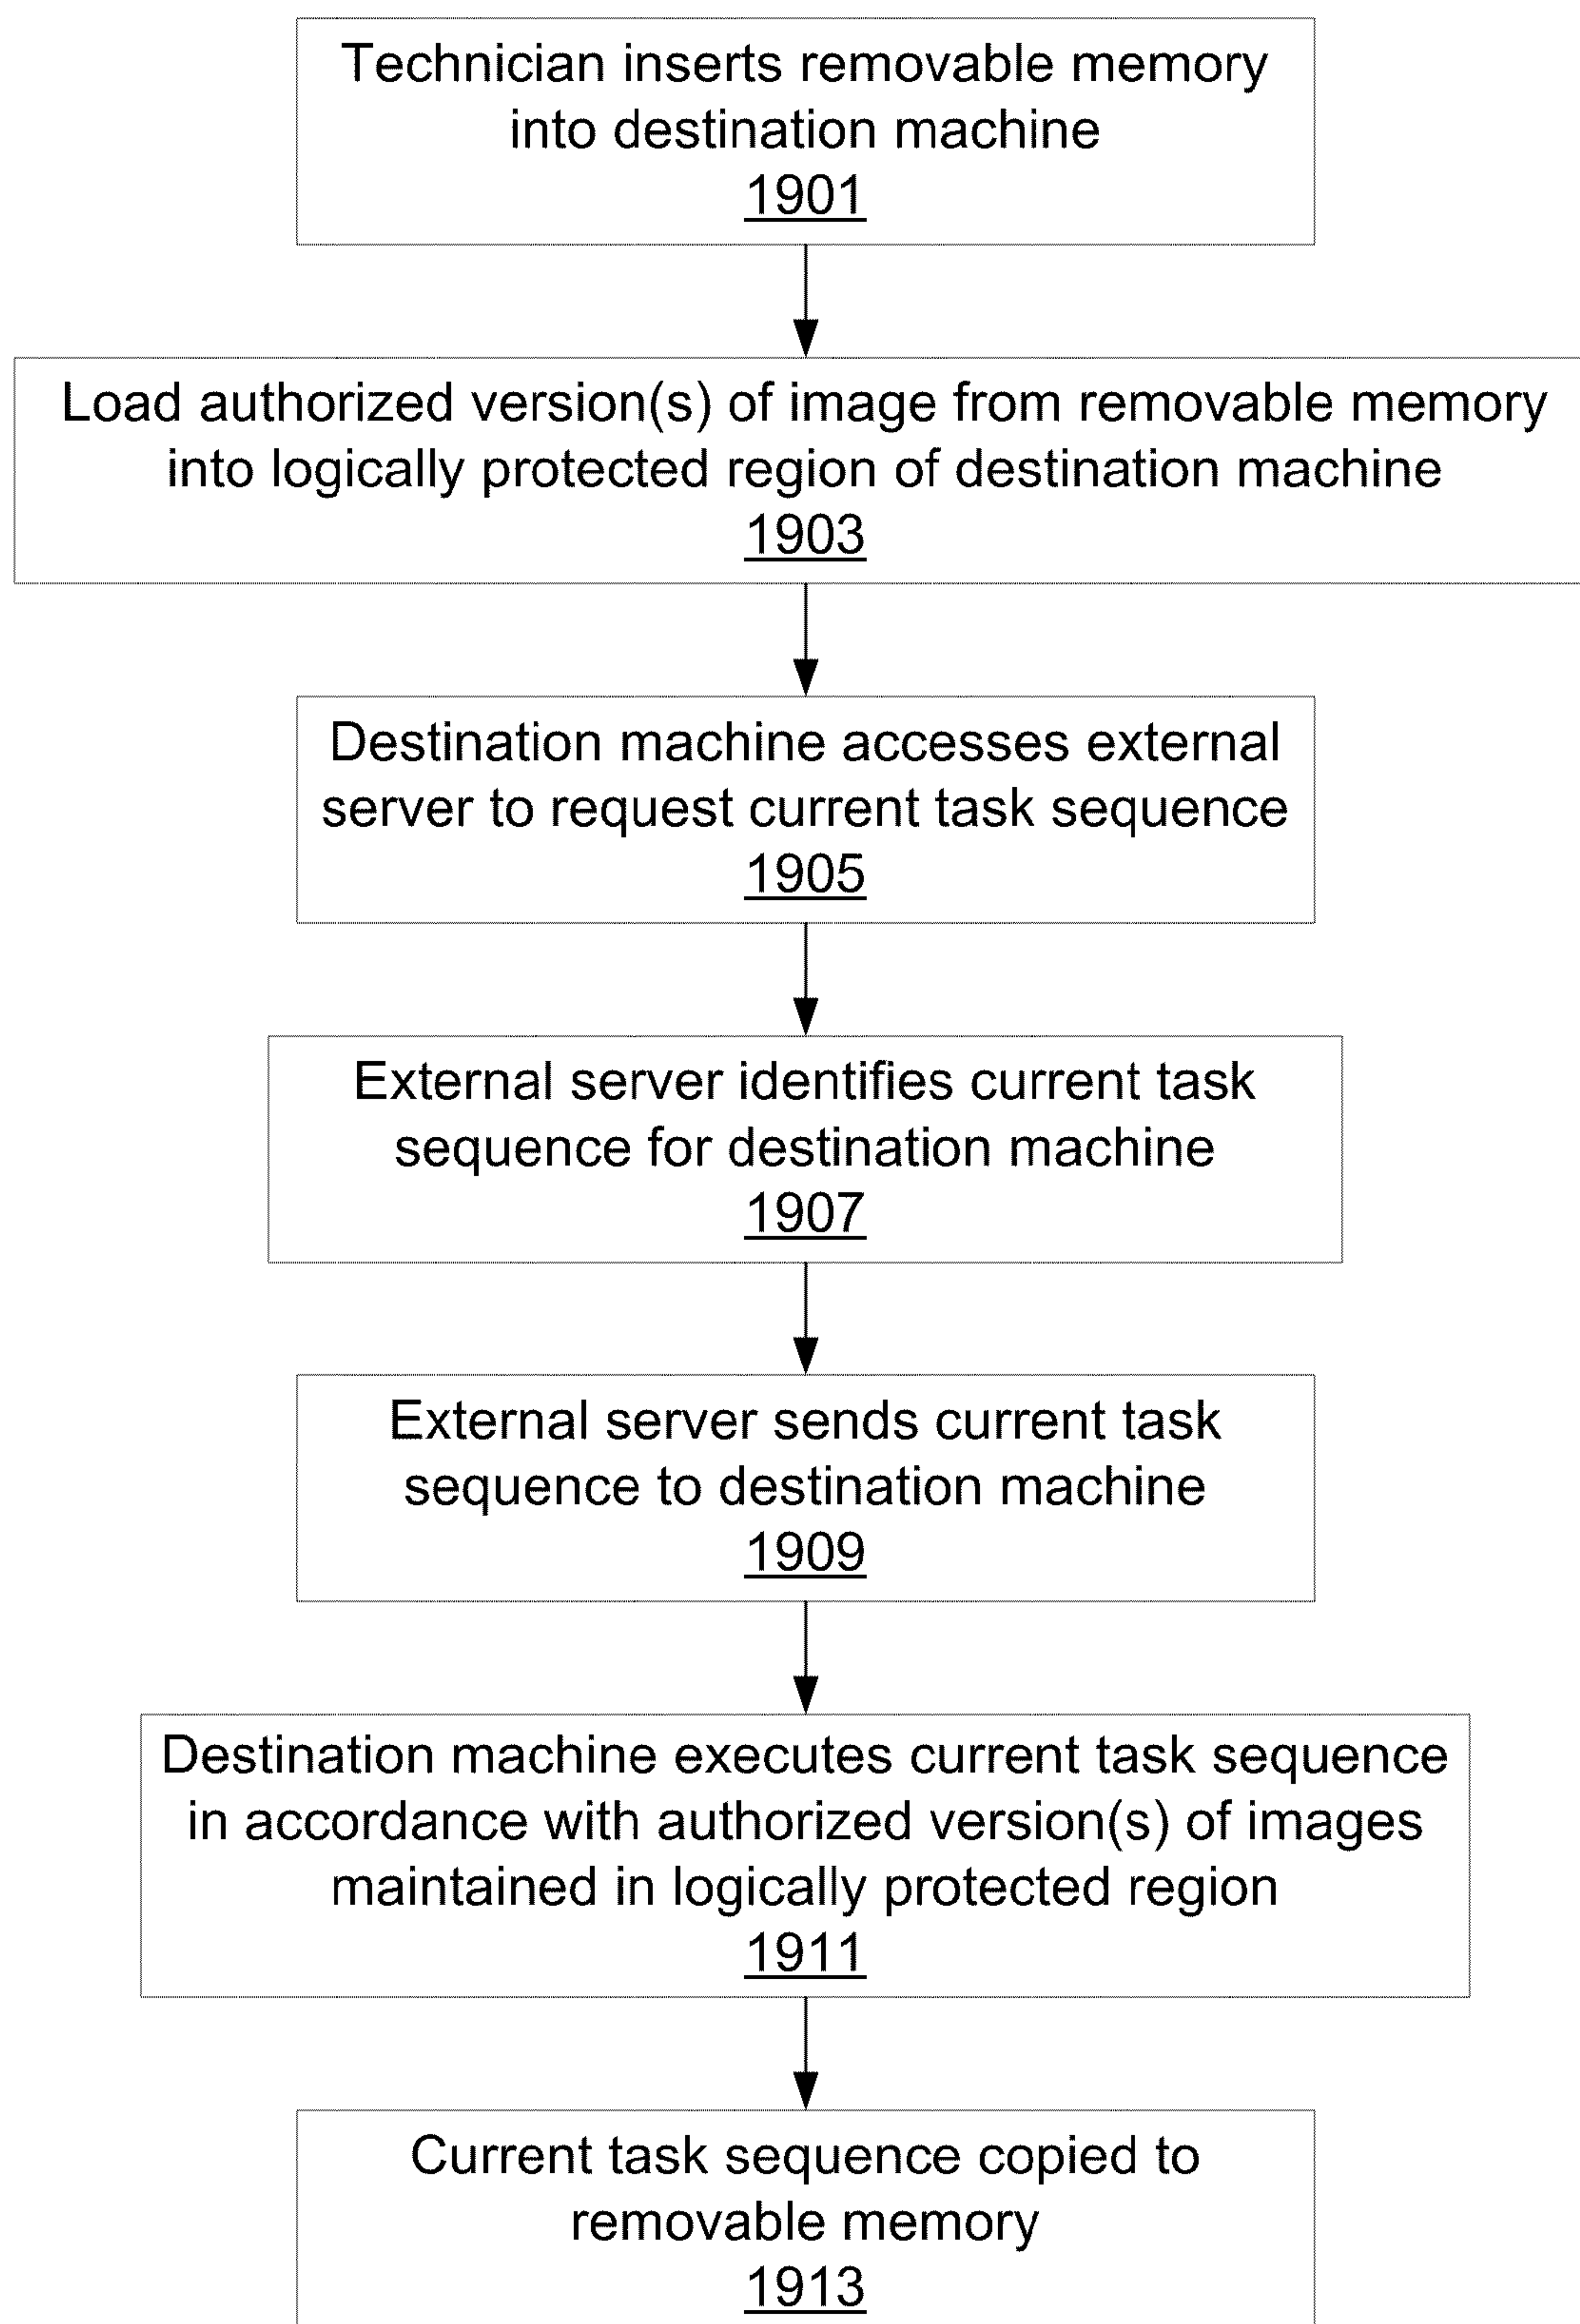 Technician inserts removable memory
into destination machine
1901
Load authorized version(s) of image from removable memory
into logically protected region of destination machine
1903
Destination machine accesses external
server to request current task sequence
1905
External server identifies current task
sequence for destination machine
1907
External server sends current task
sequence to destination machine
1909
Destination machine executes current task sequence
in accordance with authorized version(s) of images
maintained in logically protected region
1911
Current task sequence copied to
removable memory
1913